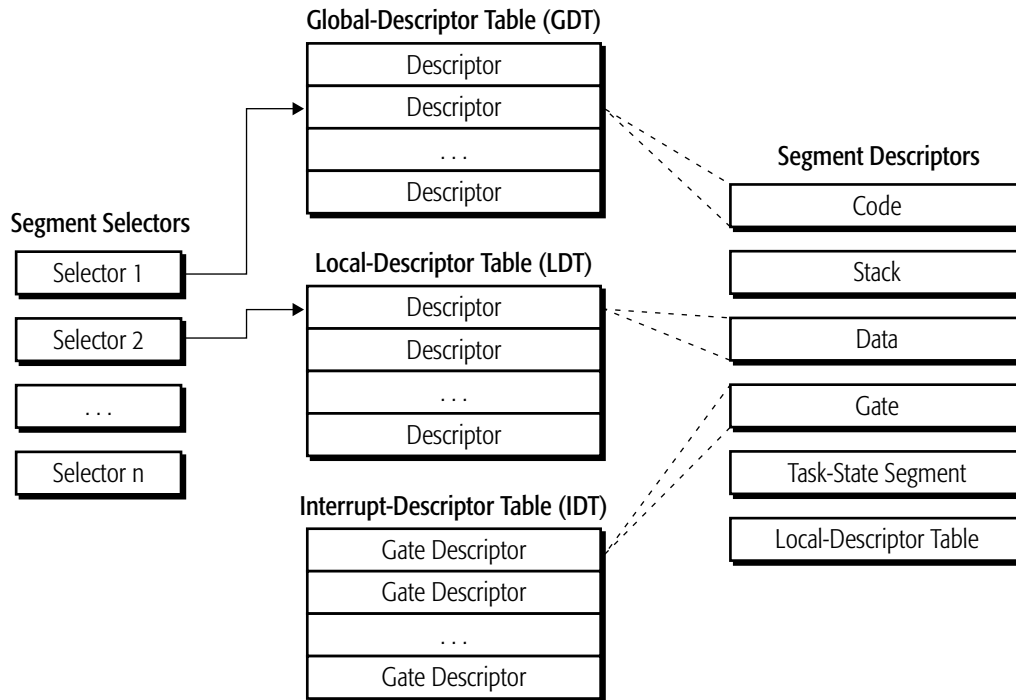 Global-Descriptor Table (GDT)
Descriptor
Descriptor
. . .
Descriptor
Segment Selectors
Selector 1
Selector 2
. . .
Selector n
Local-Descriptor Table (LDT)
Descriptor
Descriptor
. . .
Descriptor
Interrupt-Descriptor Table (IDT)
Gate Descriptor
Gate Descriptor
. . .
Gate Descriptor
Segment Descriptors
Code
Stack
Data
Gate
Task-State Segment
Local-Descriptor Table